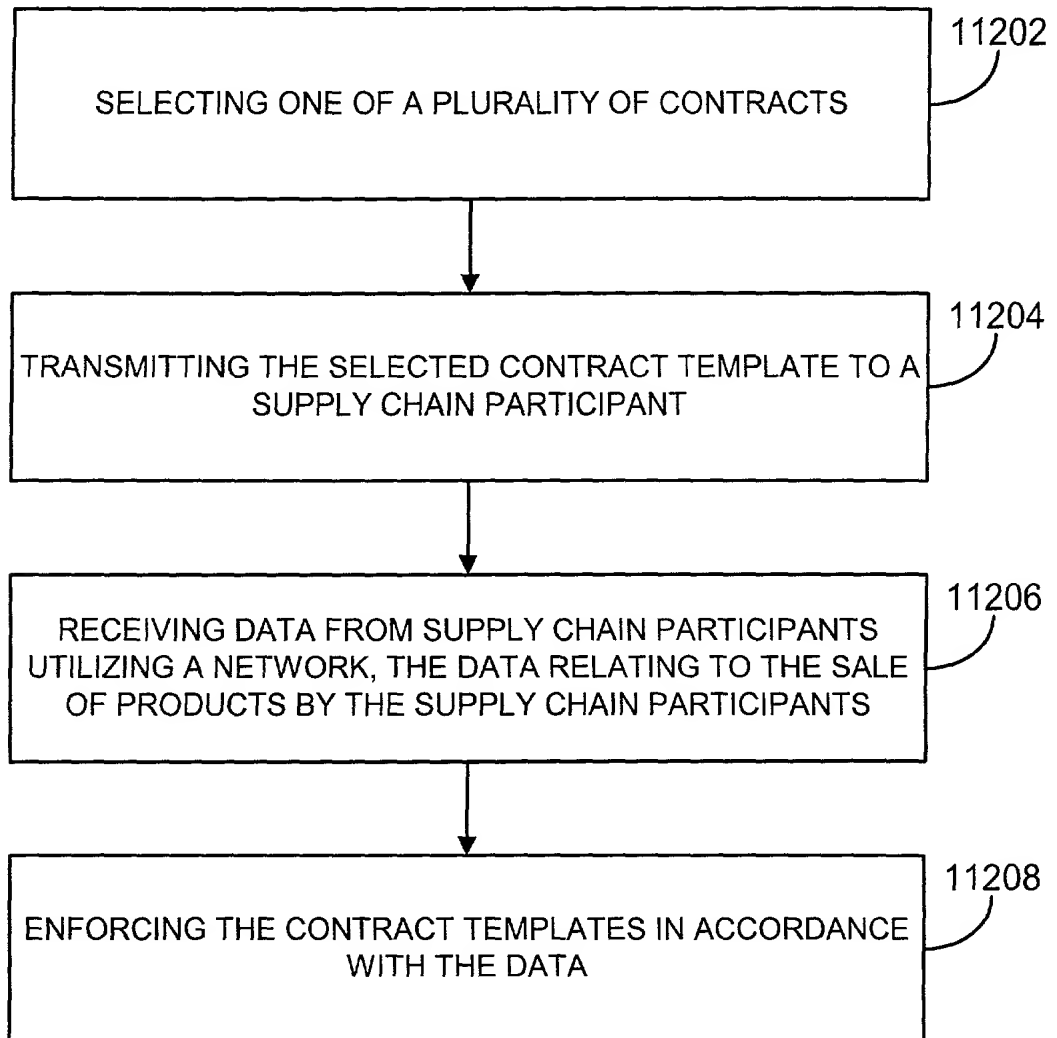 11202
SELECTING ONE OF A PLURALITY OF CONTRACTS
11204
TRANSMITTING THE SELECTED CONTRACT TEMPLATE TO A
SUPPLY CHAIN PARTICIPANT
11206
RECEIVING DATA FROM SUPPLY CHAIN PARTICIPANTS
UTILIZING A NETWORK, THE DATA RELATING TO THE SALE
OF PRODUCTS BY THE SUPPLY CHAIN PARTICIPANTS
11208
ENFORCING THE CONTRACT TEMPLATES IN ACCORDANCE
WITH THE DATA